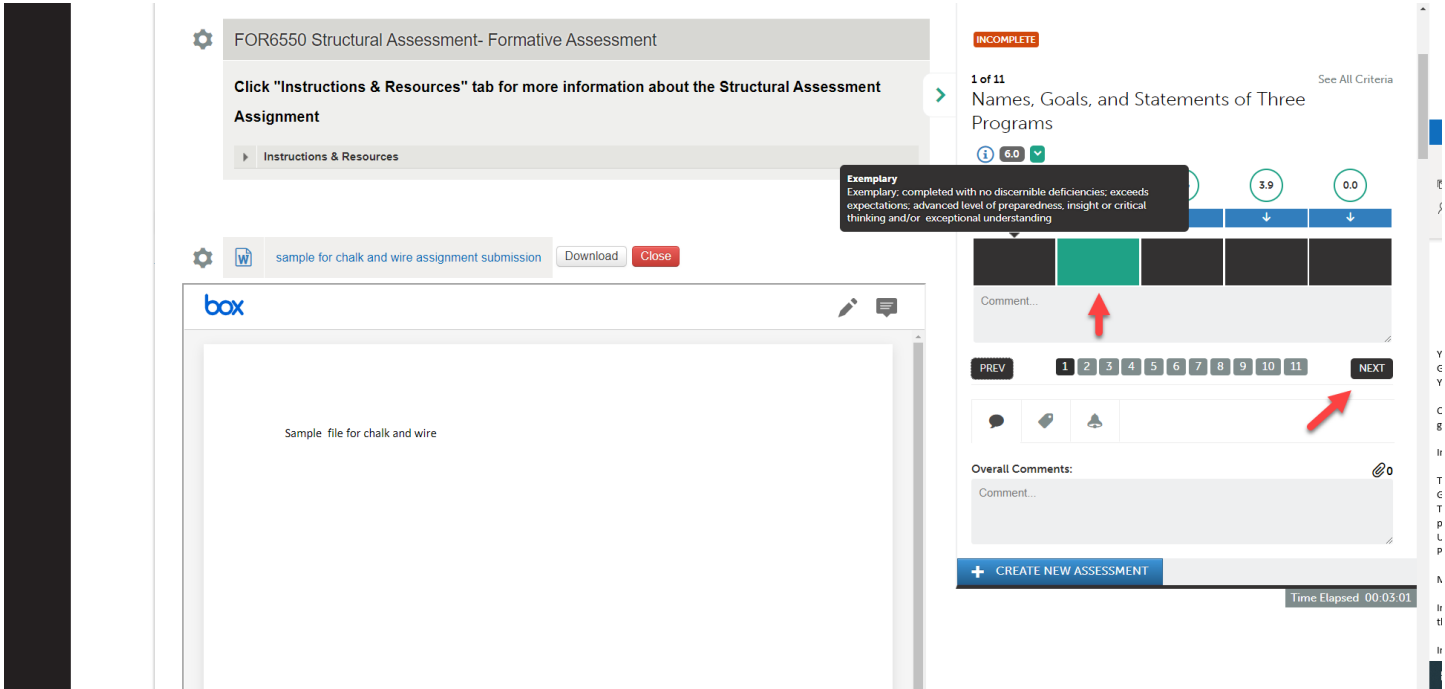 FOR6550 Structural Assessment- Formative Assessment
Click "Instructions & Resources" tab for more information about the Structural Assessment
Assignment
Instructions & Resources
sample for chalk and wire assignment submission
Download
Close
box
Sample file for chalk and wire
INCOMPLETE
1 of 11
See All Criteria
Names, Goals, and Statements of Three
Programs
6.0
Exemplary
Exemplary; completed with no discernible deficiencies; exceeds
expectations; advanced level of preparedness, insight or critical
thinking and/or exceptional understanding
3.9
0.0
Comment...
PREV
1 2 3 4 5 6 7 8 9 10 11
NEXT
Overall Comments:
0
Comment...
CREATE NEW ASSESSMENT
Time Elapsed 00:03:01